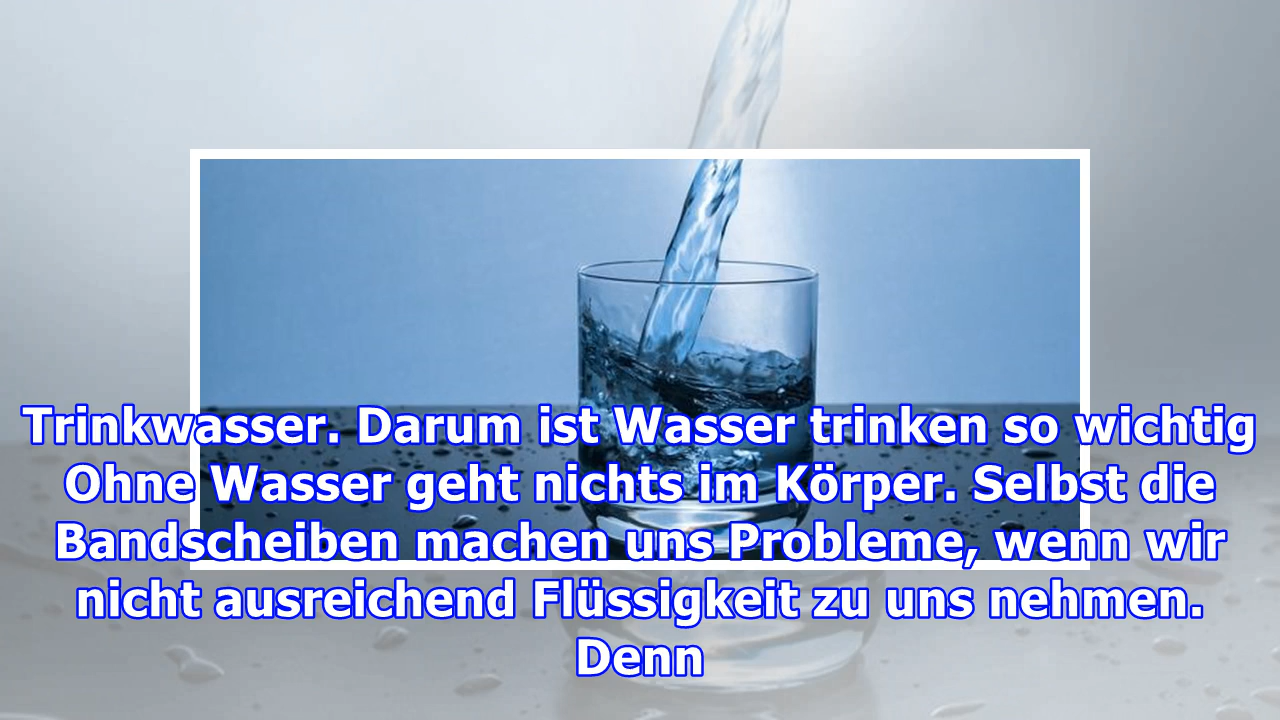 Trinkwasser. Darum ist Wasser trinken so wichtig
Ohne Wasser geht nichts im Körper. Selbst die
Bandscheiben machen uns Probleme, wenn wir
nicht ausreichend Flüssigkeit zu uns nehmen.
Denn